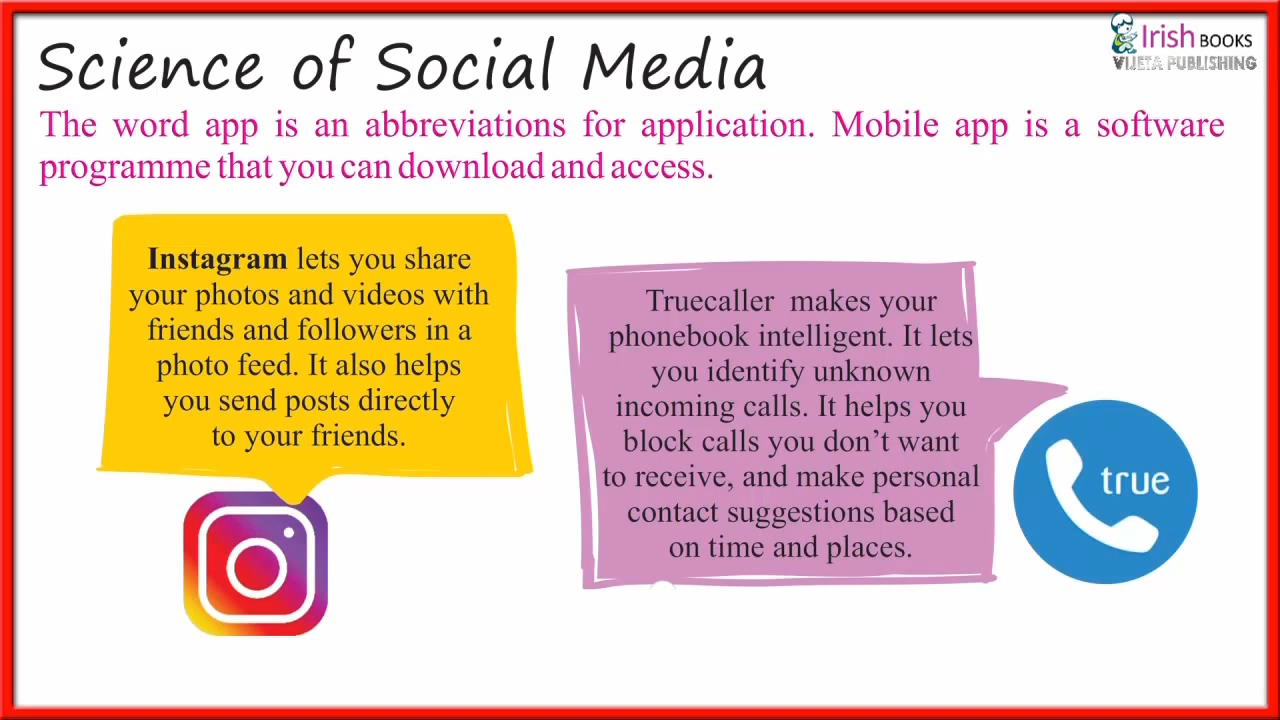 Irish BOOKS
VIJETA PUBLISHING
Science of Social Media
The word app is an abbreviations for application. Mobile app is a software
programme that you can download and access.
Instagram lets you share
your photos and videos with
friends and followers in a
photo feed. It also helps
you send posts directly
to your friends.
Truecaller makes your
phonebook intelligent. It lets
you identify unknown
incoming calls. It helps you
block calls you don’t want
to receive, and make personal
contact suggestions based
on time and places.
true